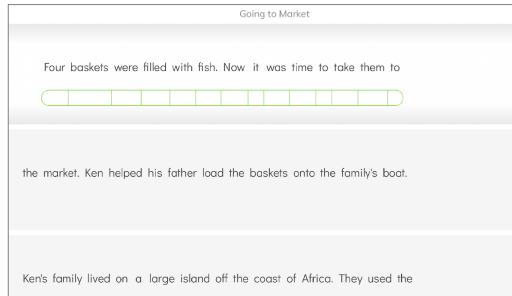 Going to Market
Four baskets were filled with fish. Now it was time to take them to
the market. Ken helped his father load the baskets onto the family's boat.
Ken's family lived on a large island off the coast of Africa. They used the